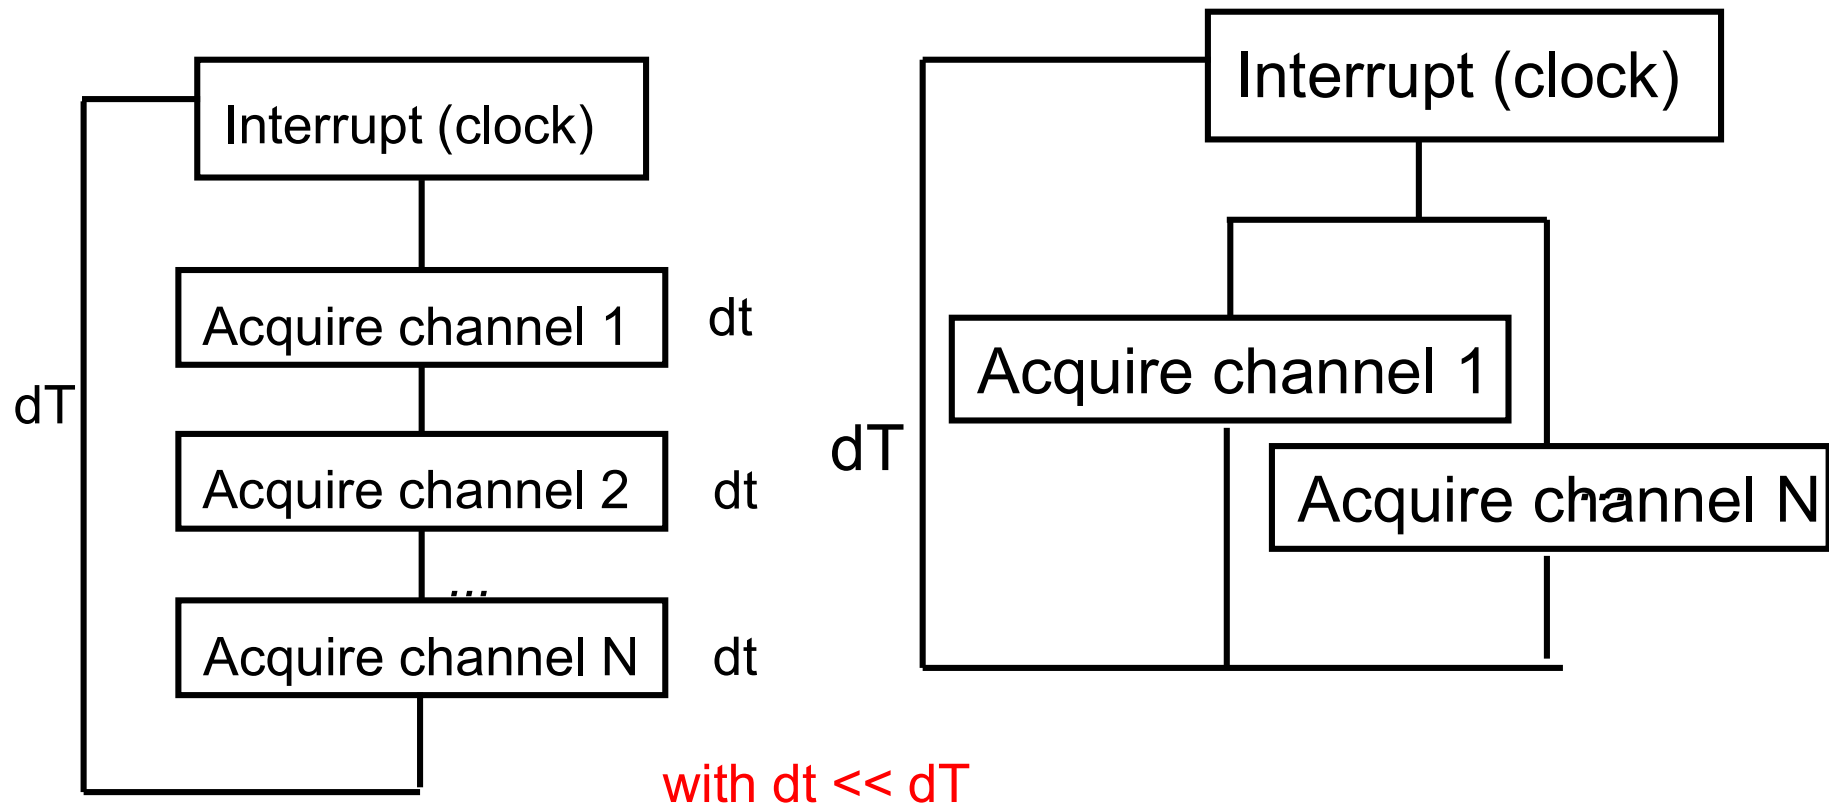 Interrupt (clock)
Acquire channel 1
dt
dT
Acquire channel 2
dt
...
Acquire channel N
dt
Interrupt (clock)
Acquire channel 1
dT
...
Acquire channel N
with dt << dT